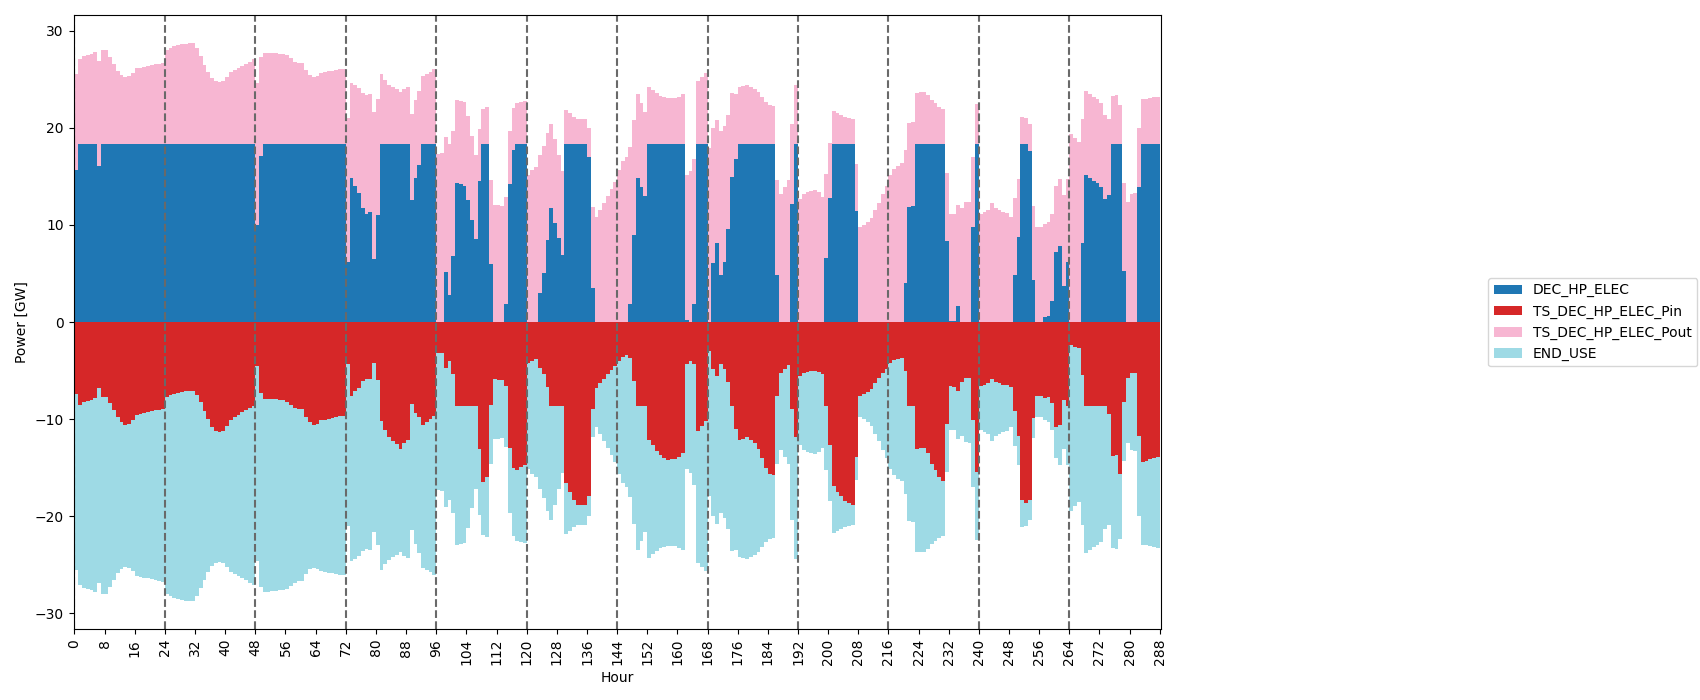 30
20
10
0
−10
−20
−30
Power [GW]
0 8 16 24 32 40 48 56 64 72 80 88 96 104 112 120 128 136 144 152 160 168 176 184 192 200 208 216 224 232 240 248 256 264 272 280 288
Hour
DEC_HP_ELEC
TS_DEC_HP_ELEC_Pin
TS_DEC_HP_ELEC_Pout
END_USE